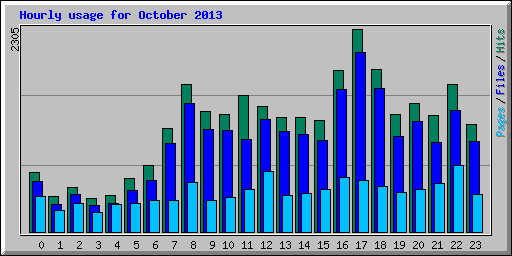 Hourly usage for October 2013
2305
Pages / Files / Hits
0 1 2 3 4 5 6 7 8 9 10 11 12 13 14 15 16 17 18 19 20 21 22 23